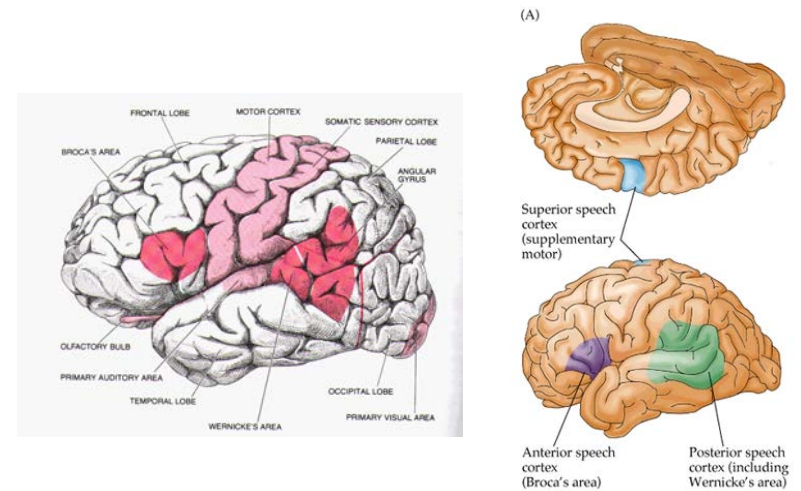 FRONTAL LOBE
MOTOR CORTEX
SOMATIC SENSORY CORTEX
PARIETAL LOBE
BROCA'S AREA
ANGULAR
GYRUS
OLFACTORY BULB
PRIMARY AUDITORY AREA
TEMPORAL LOBE
WERNICKE'S AREA
OCCIPITAL LOBE
PRIMARY VISUAL AREA
(A)
Superior speech
cortex
(supplementary
motor)
Anterior speech
cortex
(Broca's area)
Posterior speech
cortex (including
Wernicke's area)